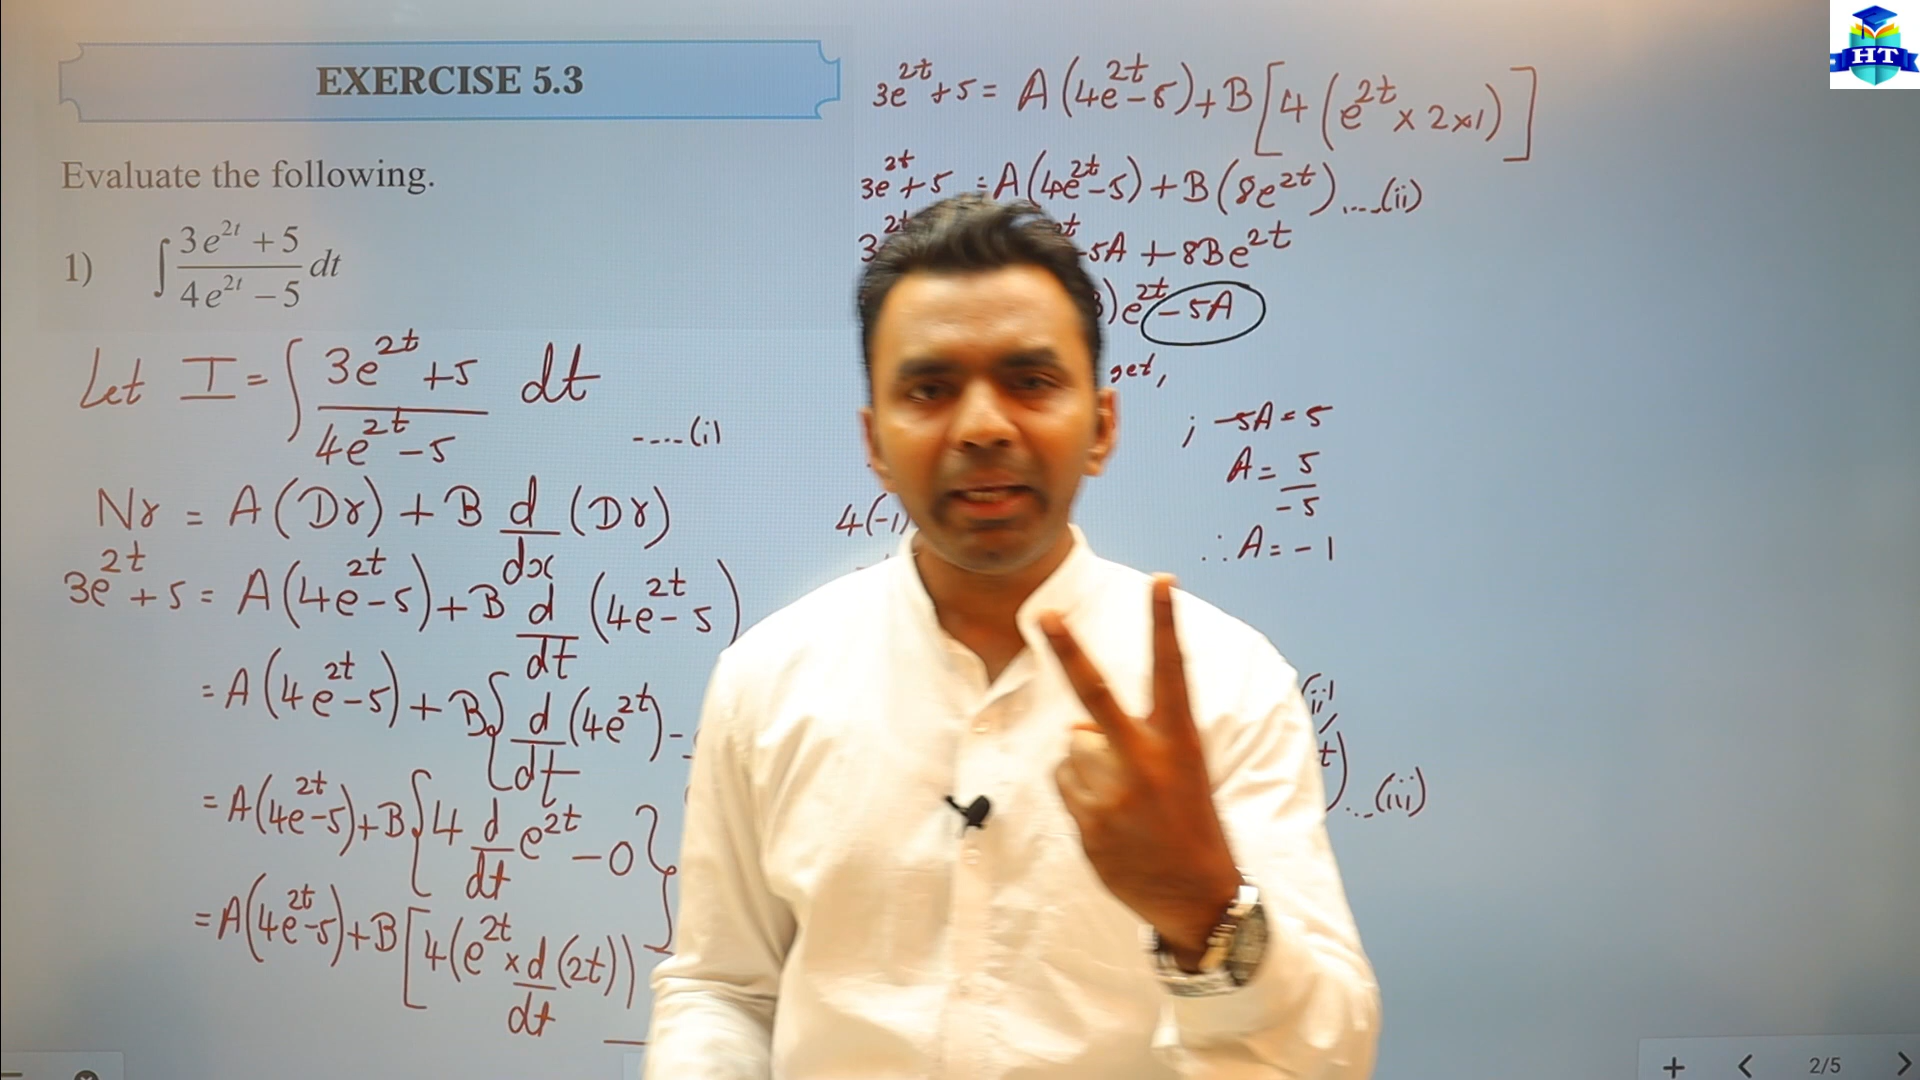 HT
EXERCISE 5.3
Evaluate the following.
1) ∫ (3e^{2t} + 5)/(4e^{2t} − 5) dt
Let I = ∫ (3e^{2t} + 5)/(4e^{2t} − 5) dt ----(i)
Nr = A(Dr) + B d/dx (Dr)
3e^{2t} + 5 = A(4e^{2t} − 5) + B d/dt (4e^{2t} − 5)
= A(4e^{2t} − 5) + B{ d/dt (4e^{2t}) −
= A(4e^{2t} − 5) + B{ 4 d/dt e^{2t} − 0 }
= A(4e^{2t} − 5) + B[ 4(e^{2t} × d/dt (2t))
3e^{2t} + 5 = A(4e^{2t} − 5) + B[ 4(e^{2t} × 2×1) ]
3e^{2t} + 5 = A(4e^{2t} − 5) + B(8e^{2t}) ....(ii)
−5A + 8Be^{2t}
)e^{2t} − 5A
get,
; −5A = 5
A = 5/−5
4(−1)
∴ A = −1
...(iii)
2/5